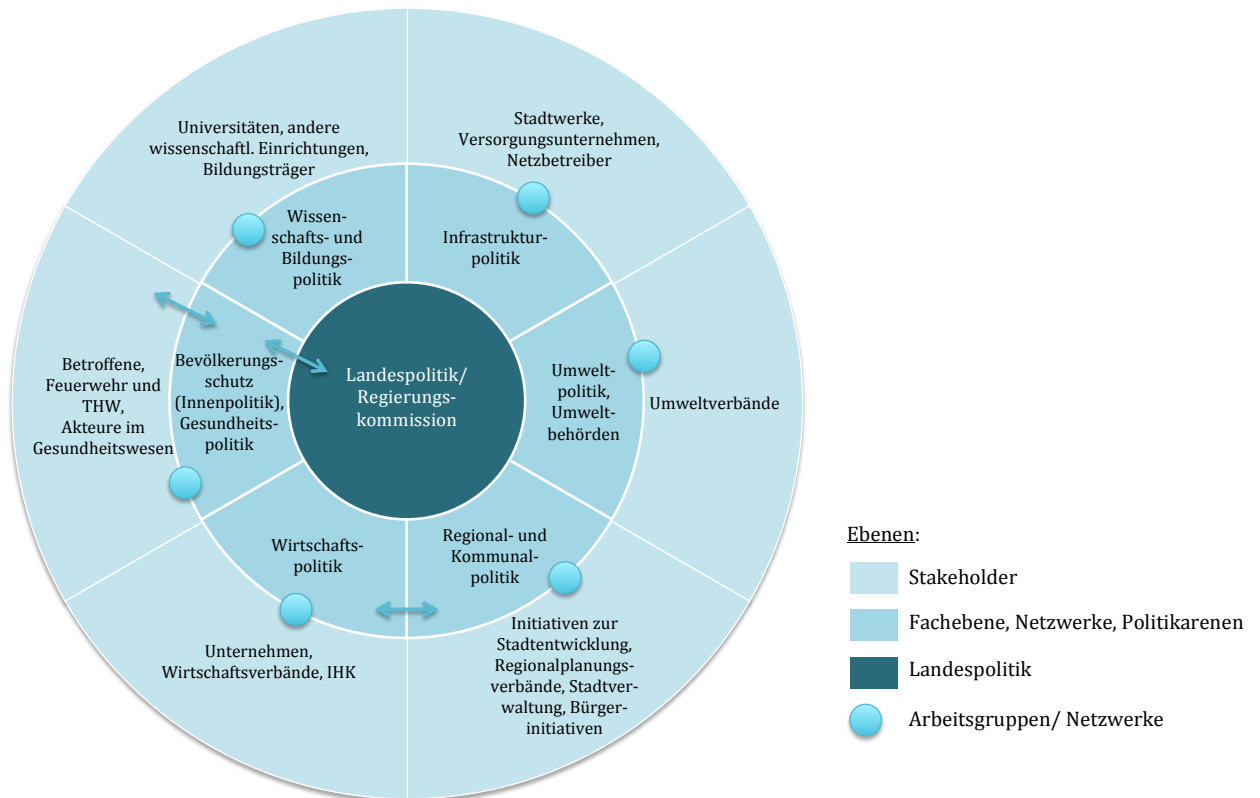 Universitäten, andere
wissenschaftl. Einrichtungen,
Bildungsträger
Stadtwerke,
Versorgungsunternehmen,
Netzbetreiber
Wissen-
schafts- und
Bildungs-
politik
Infrastruktur-
politik
Betroffene,
Feuerwehr und
THW,
Akteure im
Gesundheitswesen
Bevölkerungs-
schutz
(Innenpolitik),
Gesundheits-
politik
Landespolitik/
Regierungs-
kommission
Umwelt-
politik,
Umwelt-
behörden
Umweltverbände
Wirtschafts-
politik
Regional- und
Kommunal-
politik
Unternehmen,
Wirtschaftsverbände, IHK
Initiativen zur
Stadtentwicklung,
Regionalplanungs-
verbände, Stadtver-
waltung, Bürger-
initiativen
Ebenen:
Stakeholder
Fachebene, Netzwerke, Politikarenen
Landespolitik
Arbeitsgruppen/ Netzwerke